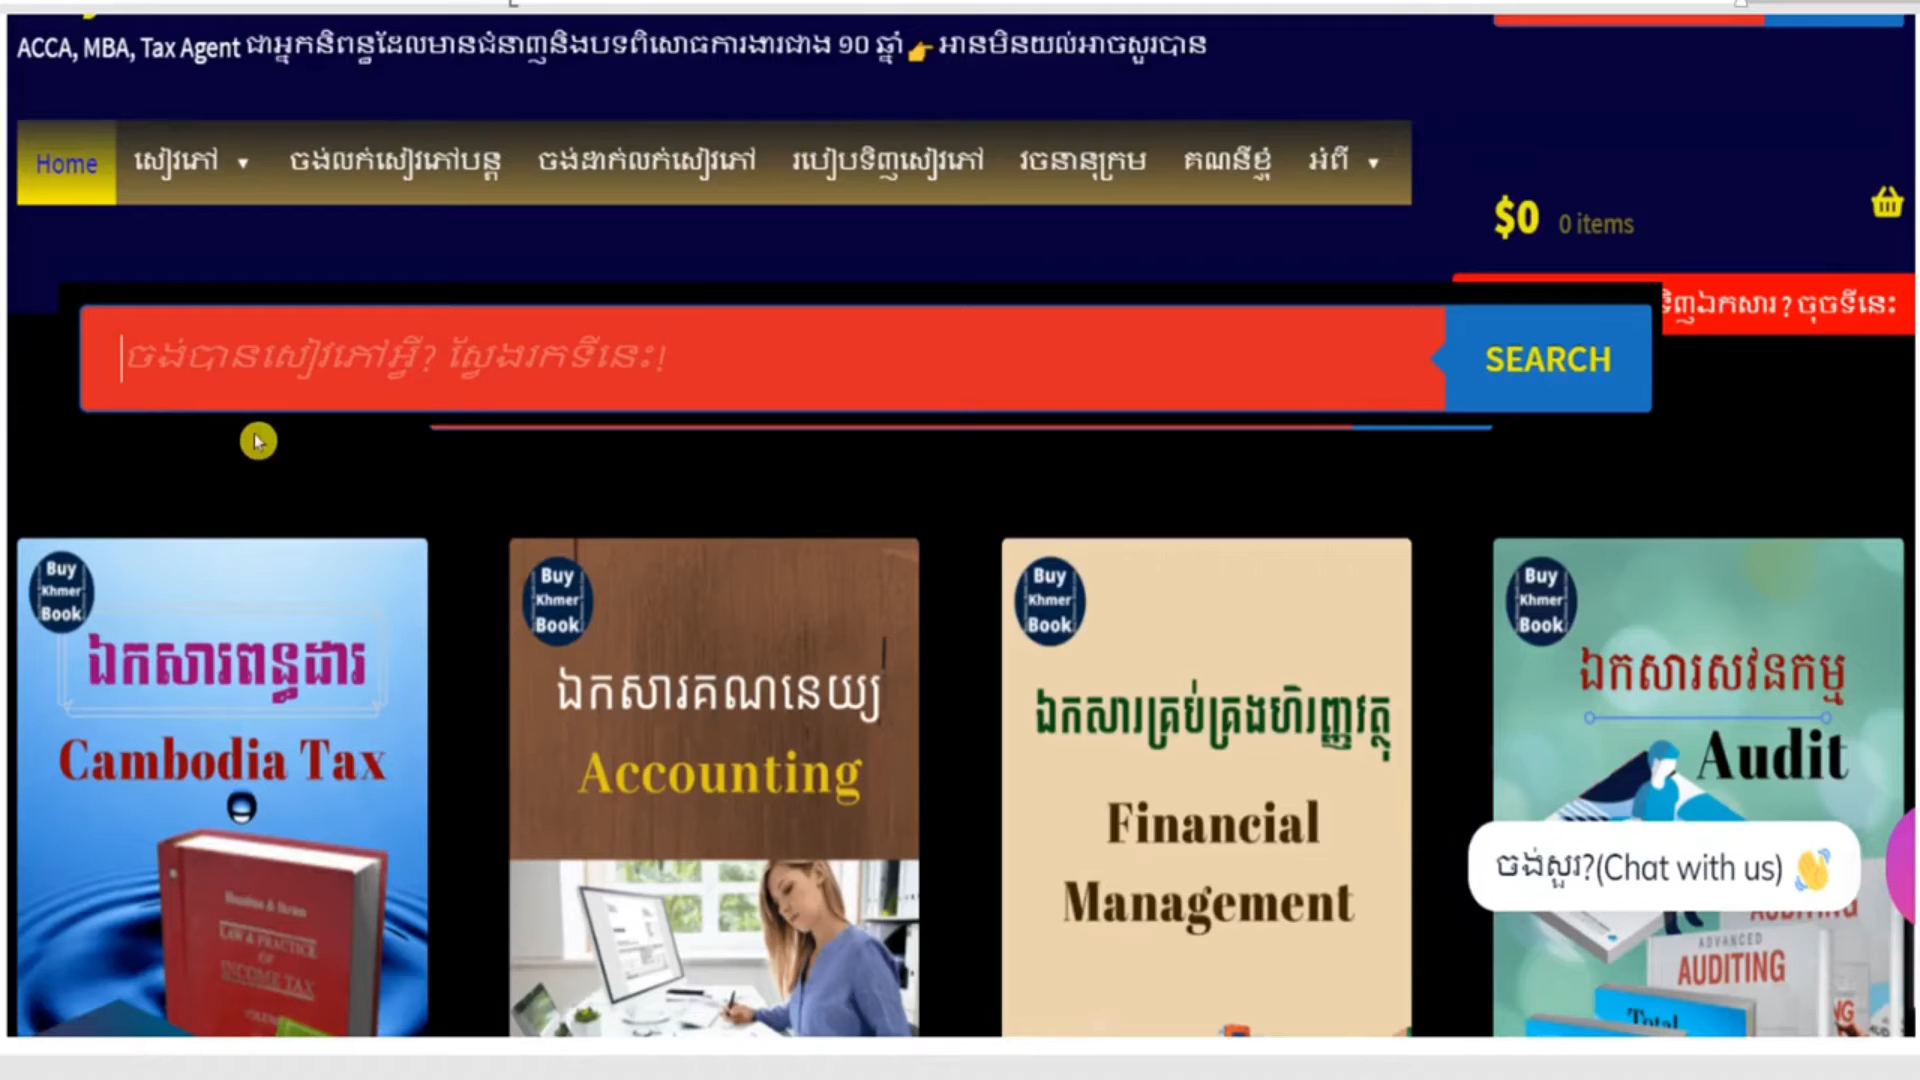 ACCA, MBA, Tax Agent ជាអ្នកនិពន្ធដែលមានជំនាញនិងបទពិសោធការងារជាង ១០ ឆ្នាំ 👉 អានមិនយល់អាចសួរបាន
Home សៀវភៅ ▼ ចង់លក់សៀវភៅបន្ត ចង់ដាក់លក់សៀវភៅ របៀបទិញសៀវភៅ វចនានុក្រម គណនីខ្ញុំ អំពី ▼
$0 0 items
ទិញឯកសារ ? ចុចទីនេះ
ចង់បានសៀវភៅអ្វី? ស្វែងរកទីនេះ!
SEARCH
Buy
Khmer
Book
ឯកសារពន្ធដារ
Cambodia Tax
LAW & PRACTICE
OF
INCOME TAX
Buy
Khmer
Book
ឯកសារគណនេយ្យ
Accounting
Buy
Khmer
Book
ឯកសារគ្រប់គ្រងហិរញ្ញវត្ថុ
Financial
Management
Buy
Khmer
Book
ឯកសារសវនកម្ម
Audit
ចង់សួរ?(Chat with us) 👋
ADVANCED
AUDITING
Total